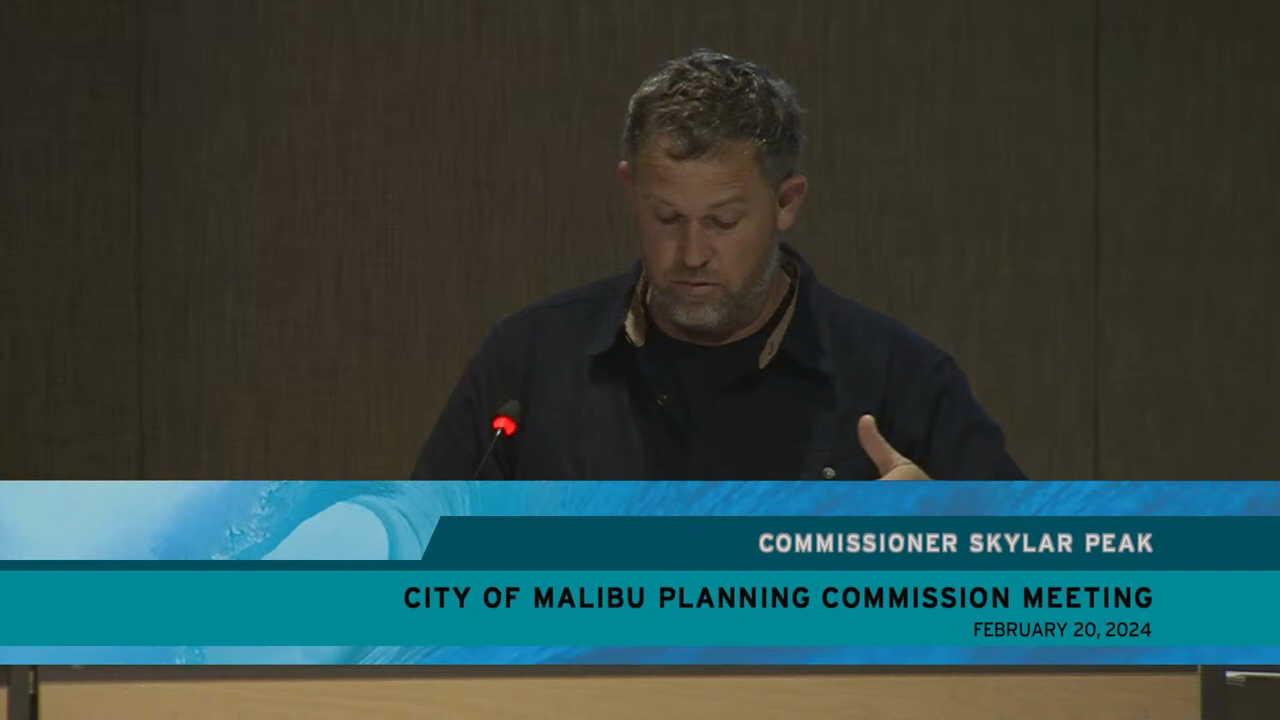 COMMISSIONER SKYLAR PEAK
CITY OF MALIBU PLANNING COMMISSION MEETING
FEBRUARY 20, 2024